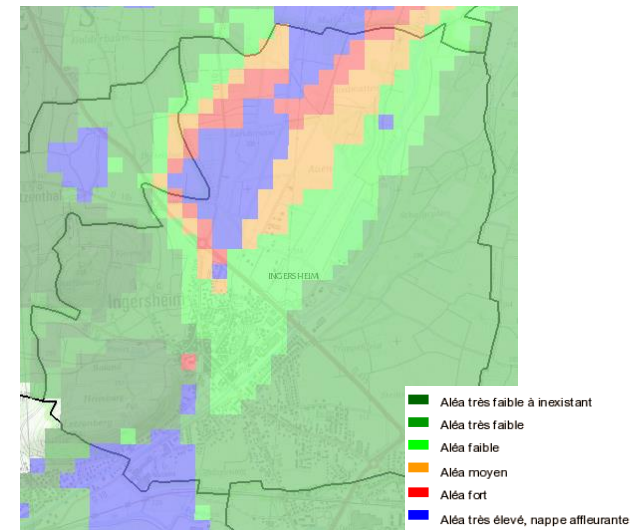 INGERSHEIM
Ingersheim
Aléa très faible à inexistant
Aléa très faible
Aléa faible
Aléa moyen
Aléa fort
Aléa très élevé, nappe affleurante